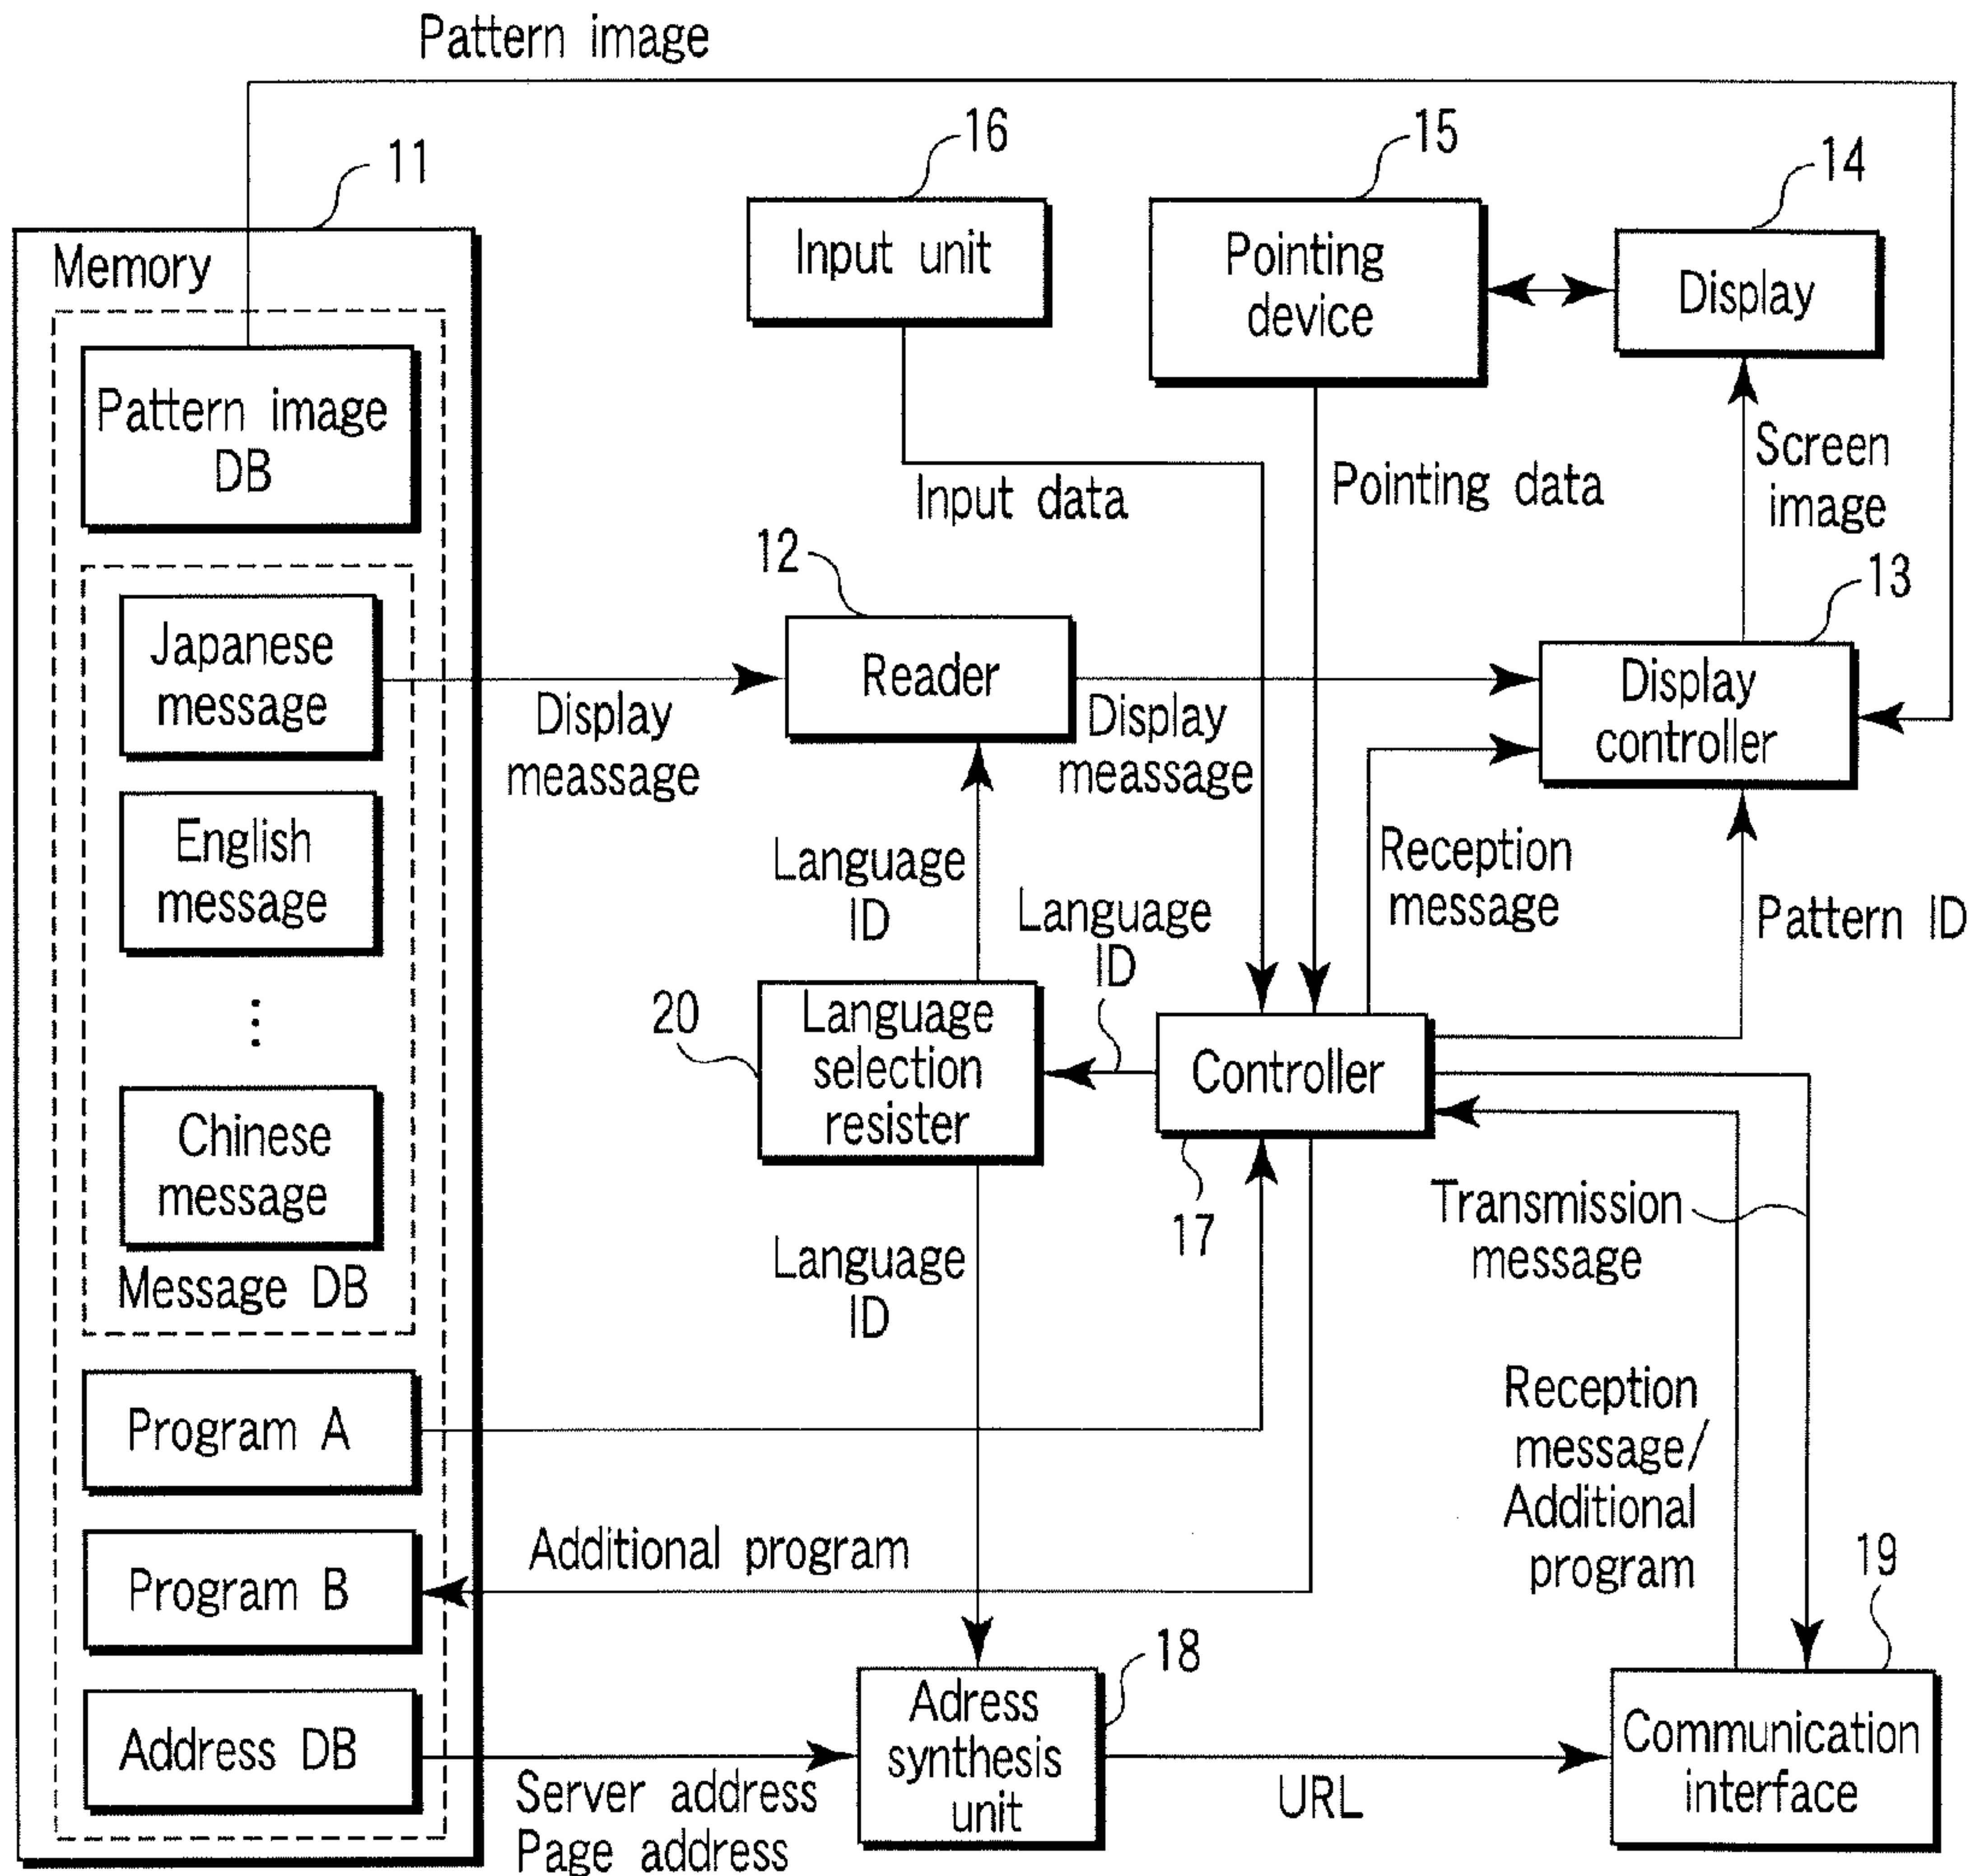 Pattern image
16
15
14
11
Memory
Input unit
Pointing
device
Display
Pattern image
DB
Input data
Pointing data
Screen
image
12
13
Japanese
message
Reader
Display
controller
Display
meassage
Display
meassage
English
message
Language
ID
Language
ID
Reception
message
Pattern ID
20
Language
selection
resister
Controller
Chinese
message
17
Message DB
Language
ID
Transmission
message
Program A
Reception
message/
Additional
program
Program B
Additional program
18
19
Address DB
Adress
synthesis
unit
Communication
interface
Server address
Page address
URL